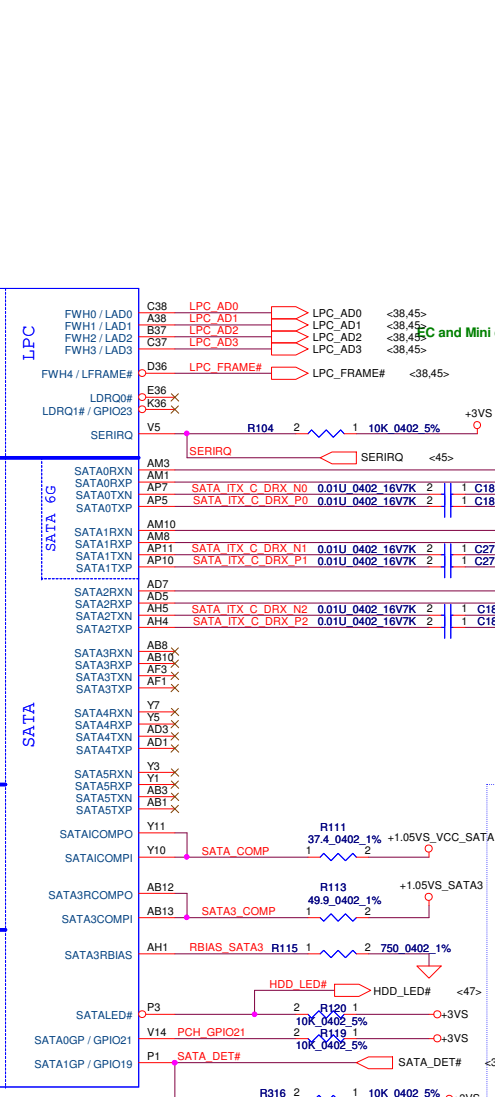 C38 LPC_AD0
FWH0 / LAD0 LPC_AD0 <38,45>
A38 LPC_AD1
FWH1 / LAD1 LPC_AD1 <38,45>
EC and Mini
B37 LPC_AD2
FWH2 / LAD2 LPC_AD2 <38,45>
C37 LPC_AD3
FWH3 / LAD3 LPC_AD3 <38,45>
LPC
D36 LPC_FRAME#
FWH4 / LFRAME# LPC_FRAME# <38,45>
E36
LDRQ0#
K36
LDRQ1# / GPIO23
+3VS
V5 R104 2 1 10K_0402_5%
SERIRQ
SERIRQ SERIRQ <45>
AM3
SATA0RXN
AM1
SATA0RXP
AP7 SATA_ITX_C_DRX_N0 0.01U_0402_16V7K 2 1 C18
SATA0TXN
AP5 SATA_ITX_C_DRX_P0 0.01U_0402_16V7K 2 1 C18
SATA0TXP
SATA 6G
AM10
SATA1RXN
AM8
SATA1RXP
AP11 SATA_ITX_C_DRX_N1 0.01U_0402_16V7K 2 1 C27
SATA1TXN
AP10 SATA_ITX_C_DRX_P1 0.01U_0402_16V7K 2 1 C27
SATA1TXP
AD7
SATA2RXN
AD5
SATA2RXP
AH5 SATA_ITX_C_DRX_N2 0.01U_0402_16V7K 2 1 C18
SATA2TXN
AH4 SATA_ITX_C_DRX_P2 0.01U_0402_16V7K 2 1 C18
SATA2TXP
AB8
SATA3RXN
AB10
SATA3RXP
AF3
SATA3TXN
AF1
SATA3TXP
SATA
Y7
SATA4RXN
Y5
SATA4RXP
AD3
SATA4TXN
AD1
SATA4TXP
Y3
SATA5RXN
Y1
SATA5RXP
AB3
SATA5TXN
AB1
SATA5TXP
Y11 R111
SATAICOMPO 37.4_0402_1% +1.05VS_VCC_SATA
Y10 SATA_COMP 1 2
SATAICOMPI
AB12 R113 +1.05VS_SATA3
SATA3RCOMPO 49.9_0402_1%
AB13 SATA3_COMP 1 2
SATA3COMPI
AH1 RBIAS_SATA3 R115 1 2 750_0402_1%
SATA3RBIAS
HDD_LED# HDD_LED# <47>
P3 2 R120 1
SATALED# +3VS
10K_0402_5%
V14 PCH_GPIO21 2 R119 1
SATA0GP / GPIO21 +3VS
10K_0402_5%
P1 SATA_DET#
SATA1GP / GPIO19 SATA_DET#
R316 2 1 10K_0402_5% +3VS